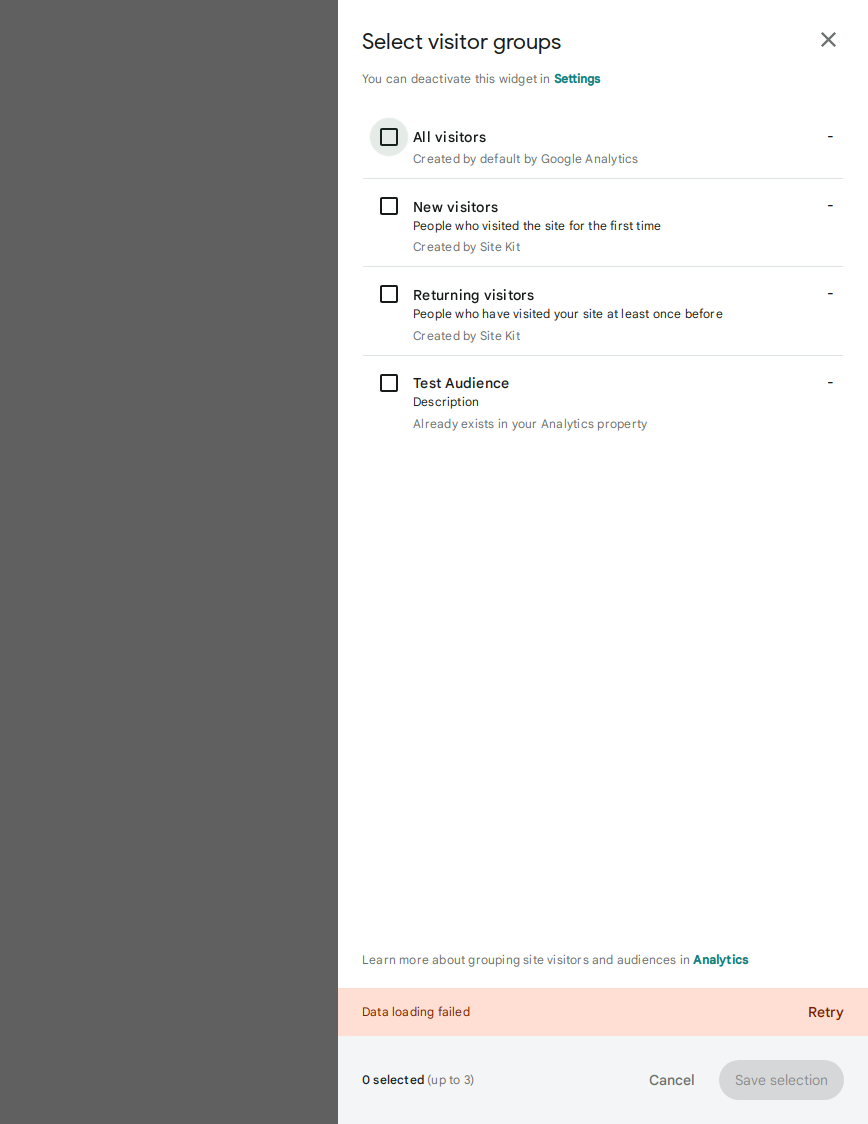 Select visitor groups
You can deactivate this widget in Settings
All visitors -
Created by default by Google Analytics
New visitors -
People who visited the site for the first time
Created by Site Kit
Returning visitors -
People who have visited your site at least once before
Created by Site Kit
Test Audience -
Description
Already exists in your Analytics property
Learn more about grouping site visitors and audiences in Analytics
Data loading failed Retry
0 selected (up to 3) Cancel Save selection